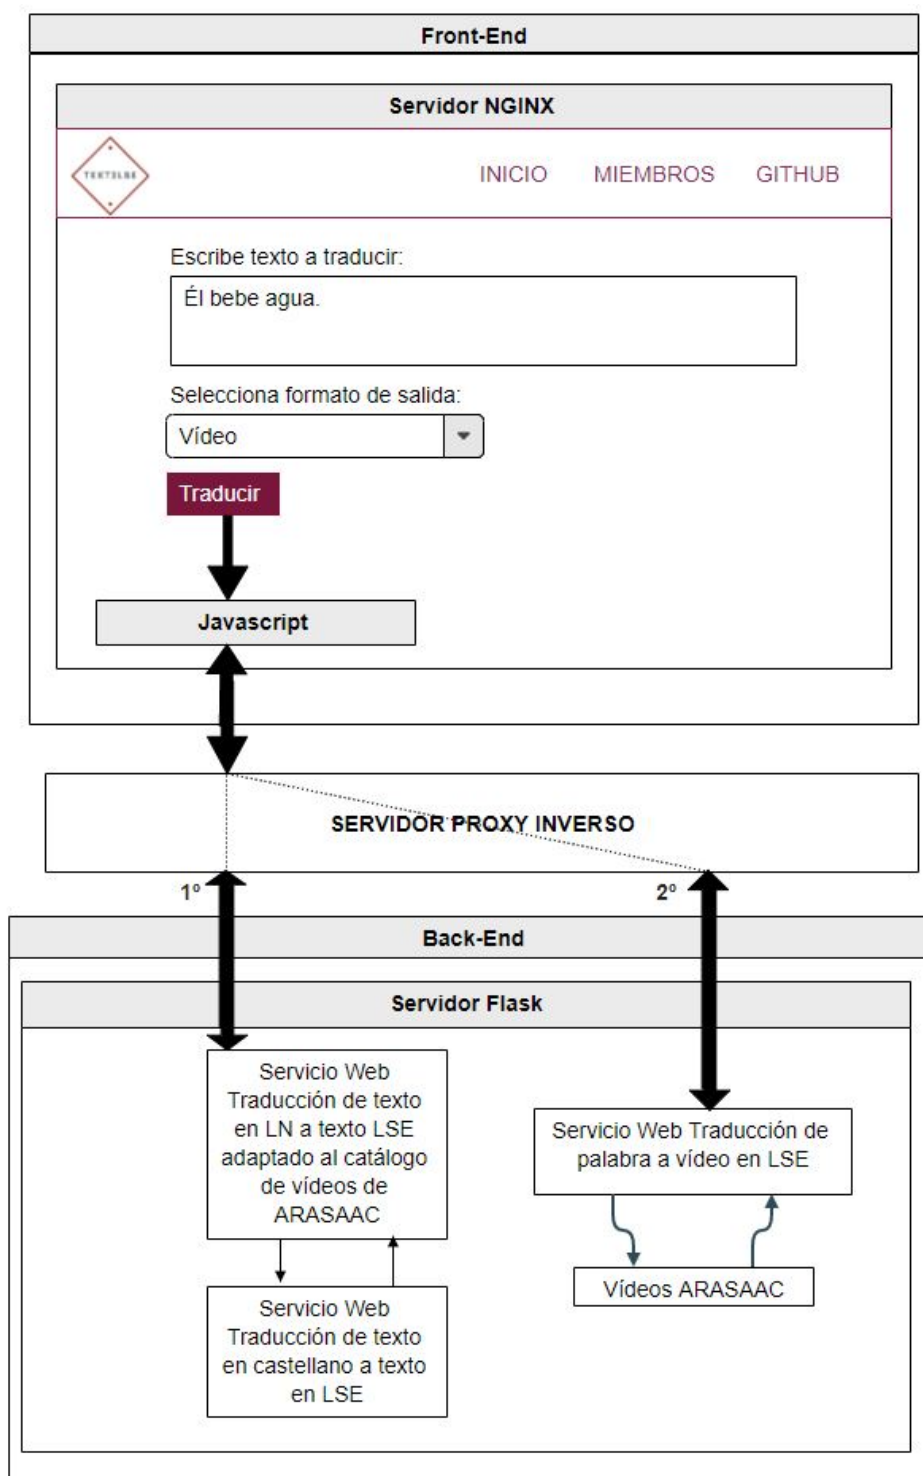 Front-End
Servidor NGINX
TEXT2LSE
INICIO MIEMBROS GITHUB
Escribe texto a traducir:
Él bebe agua.
Selecciona formato de salida:
Vídeo
Traducir
Javascript
SERVIDOR PROXY INVERSO
1º
2º
Back-End
Servidor Flask
Servicio Web
Traducción de texto
en LN a texto LSE
adaptado al catálogo
de vídeos de
ARASAAC
Servicio Web Traducción de
palabra a vídeo en LSE
Vídeos ARASAAC
Servicio Web
Traducción de texto
en castellano a texto
en LSE